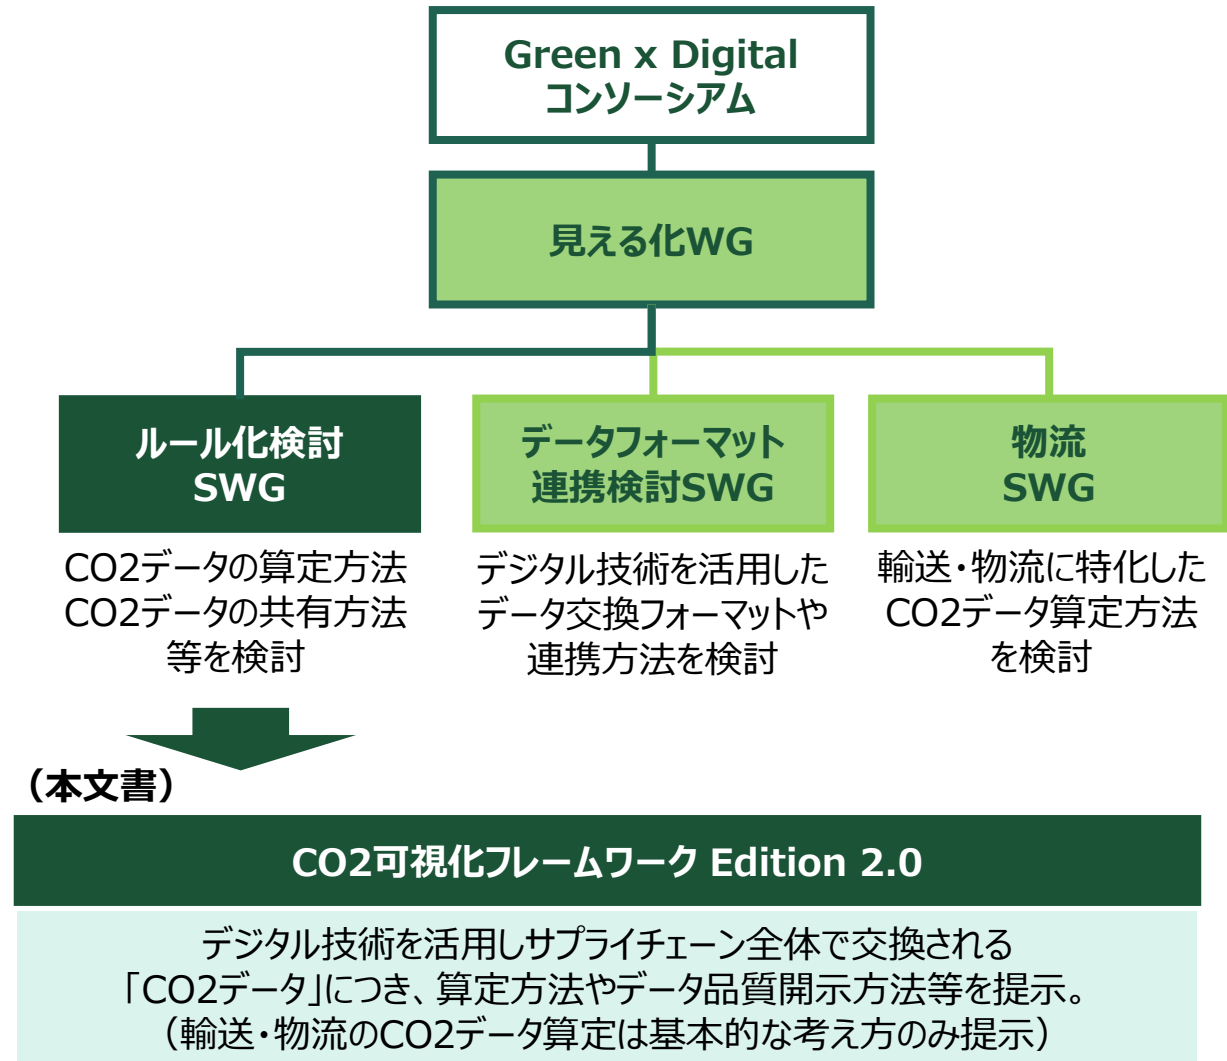 Green x Digital
コンソーシアム
見える化WG
ルール化検討
SWG
CO2データの算定方法
CO2データの共有方法
等を検討
データフォーマット
連携検討SWG
デジタル技術を活用した
データ交換フォーマットや
連携方法を検討
物流
SWG
輸送・物流に特化した
CO2データ算定方法
を検討
（本文書）
CO2可視化フレームワーク Edition 2.0
デジタル技術を活用しサプライチェーン全体で交換される
「CO2データ」につき、算定方法やデータ品質開示方法等を提示。
（輸送・物流のCO2データ算定は基本的な考え方のみ提示）